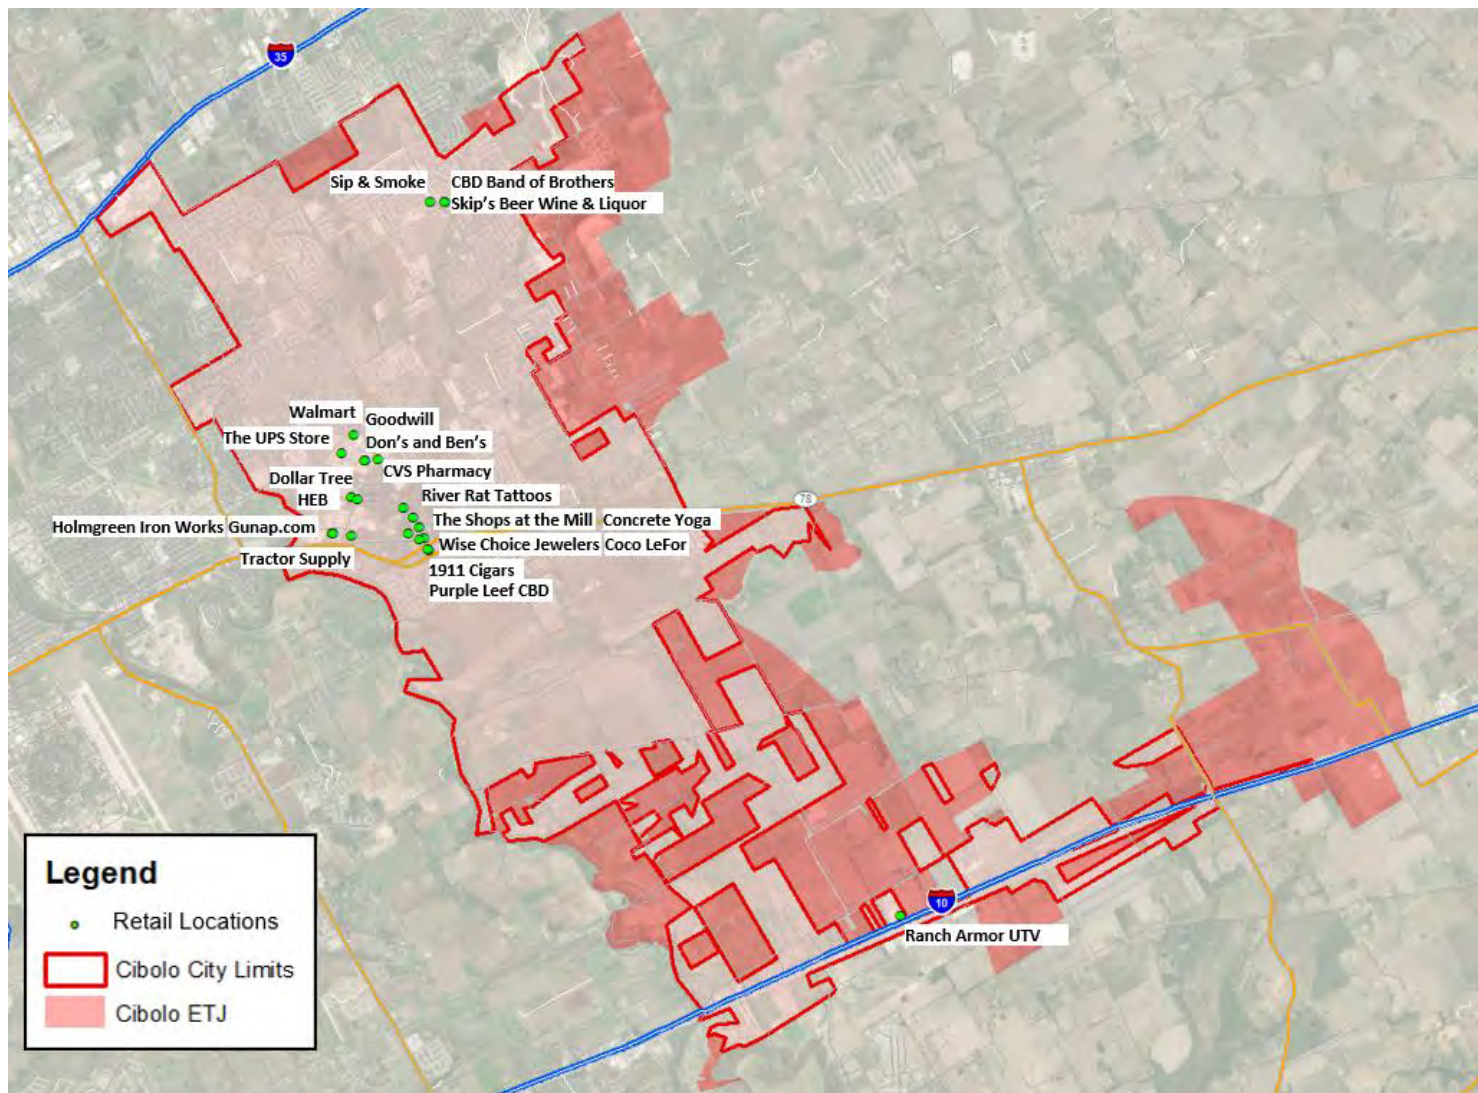 35
Sip & Smoke
CBD Band of Brothers
Skip's Beer Wine & Liquor
Walmart
Goodwill
The UPS Store
Don's and Ben's
CVS Pharmacy
Dollar Tree
HEB
River Rat Tattoos
78
The Shops at the Mill
Concrete Yoga
Holmgreen Iron Works
Gunap.com
Wise Choice Jewelers
Coco LeFor
Tractor Supply
1911 Cigars
Purple Leef CBD
10
Ranch Armor UTV
Legend
Retail Locations
Cibolo City Limits
Cibolo ETJ